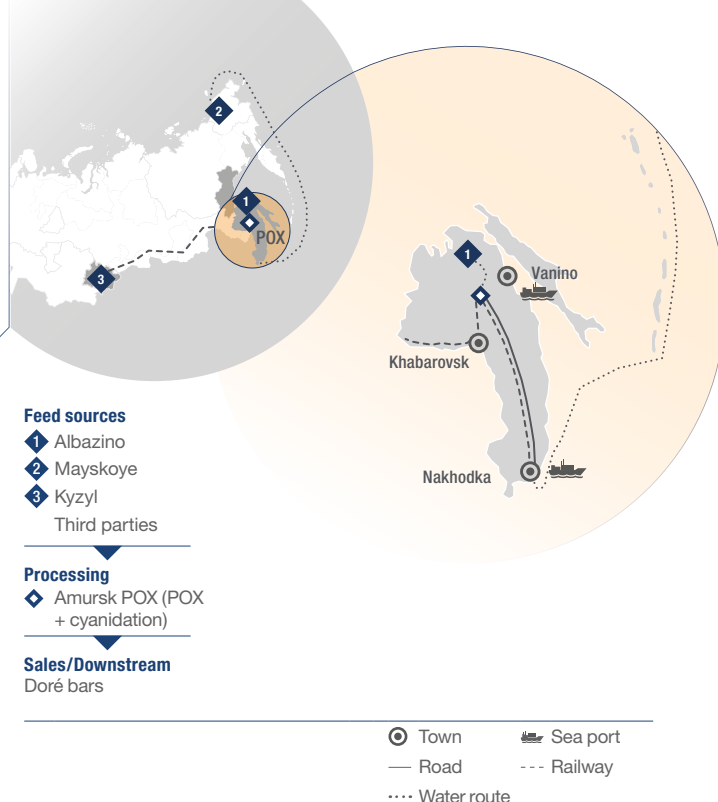 2
1
POX
3
1
Vanino
Khabarovsk
Nakhodka
Feed sources
1 Albazino
2 Mayskoye
3 Kyzyl
Third parties
Processing
Amursk POX (POX
+ cyanidation)
Sales/Downstream
Doré bars
Town
Sea port
Road
Railway
Water route